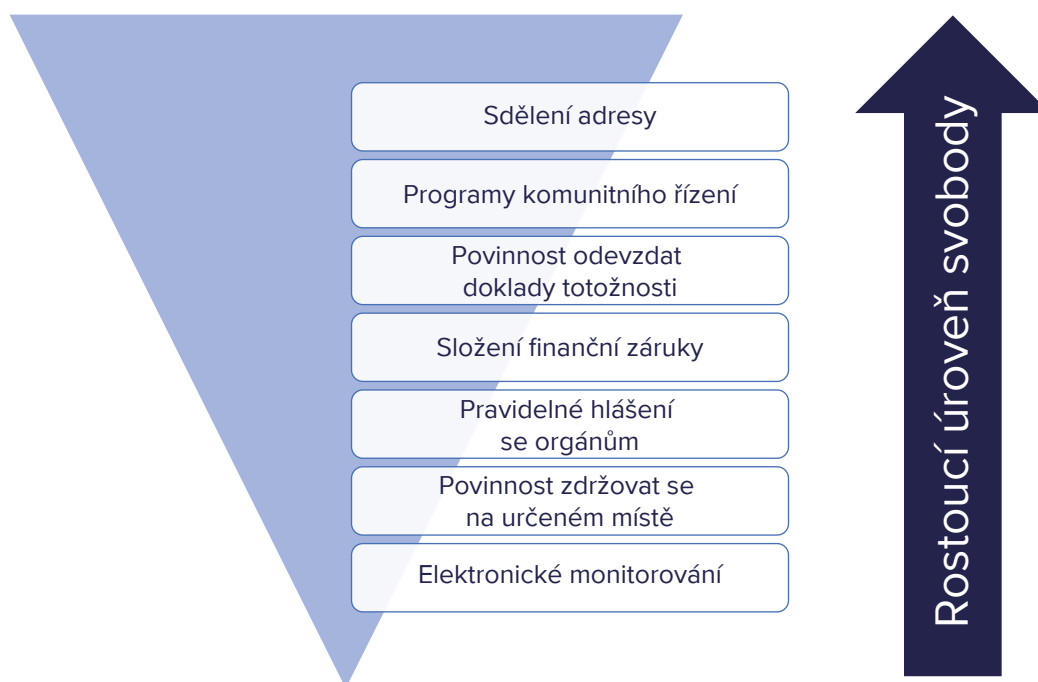 Sdělení adresy
Programy komunitního řízení
Povinnost odevzdat
doklady totožnosti
Složení finanční záruky
Pravidelné hlášení
se orgánům
Povinnost zdržovat se
na určeném místě
Elektronické monitorování
Rostoucí úroveň svobody